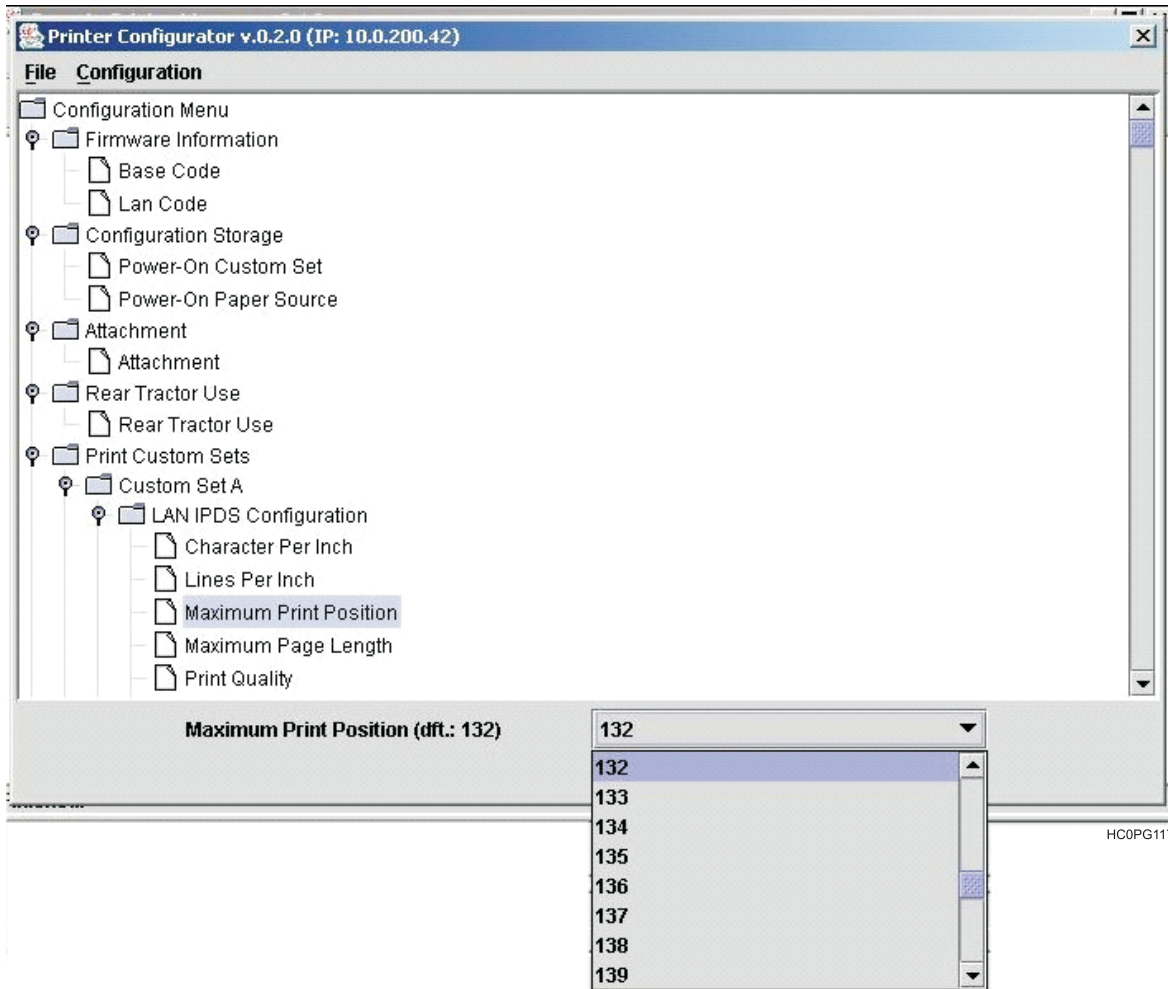 Printer Configurator v.0.2.0 (IP: 10.0.200.42)
File Configuration
Configuration Menu
Firmware Information
Base Code
Lan Code
Configuration Storage
Power-On Custom Set
Power-On Paper Source
Attachment
Attachment
Rear Tractor Use
Rear Tractor Use
Print Custom Sets
Custom Set A
LAN IPDS Configuration
Character Per Inch
Lines Per Inch
Maximum Print Position
Maximum Page Length
Print Quality
Maximum Print Position (dft.: 132) 132
132
133
134
135
136
137
138
139